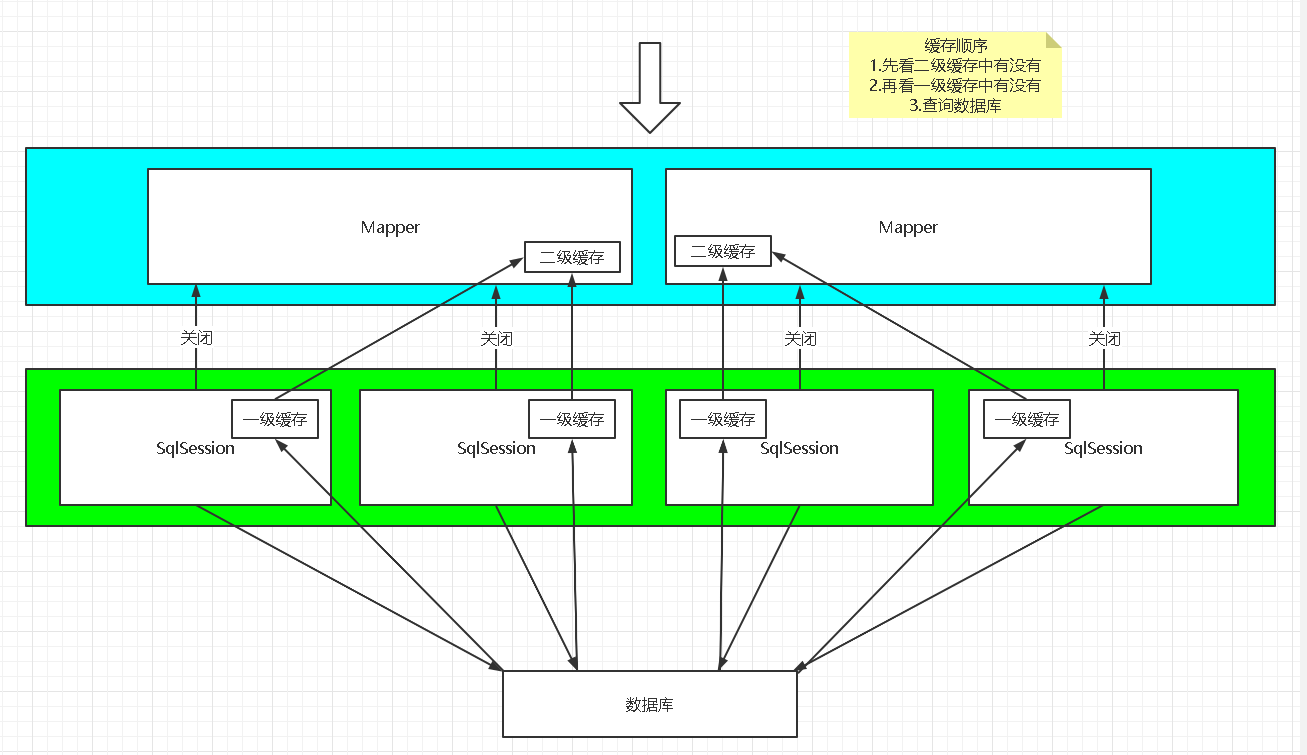 缓存顺序
1.先看二级缓存中有没有
2.再看一级缓存中有没有
3.查询数据库
Mapper
二级缓存
Mapper
二级缓存
关闭
关闭
关闭
关闭
一级缓存
SqlSession
一级缓存
SqlSession
一级缓存
SqlSession
一级缓存
SqlSession
数据库